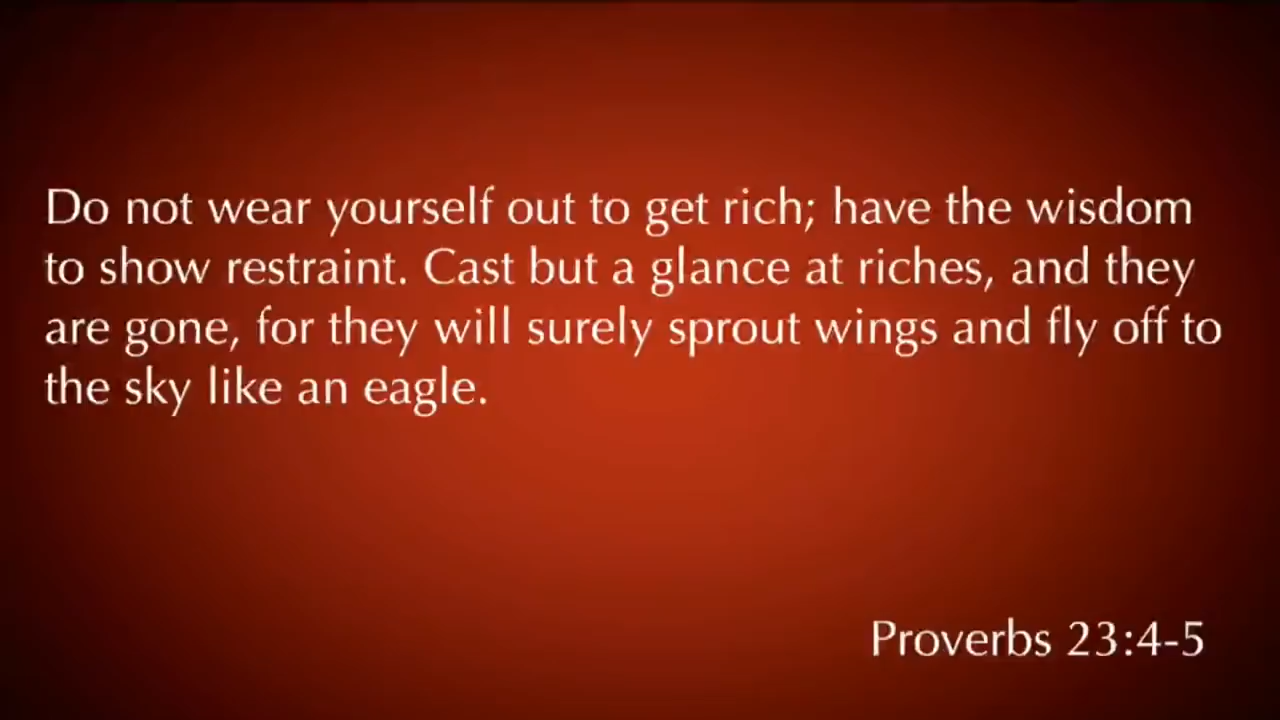 Do not wear yourself out to get rich; have the wisdom
to show restraint. Cast but a glance at riches, and they
are gone, for they will surely sprout wings and fly off to
the sky like an eagle.
Proverbs 23:4-5